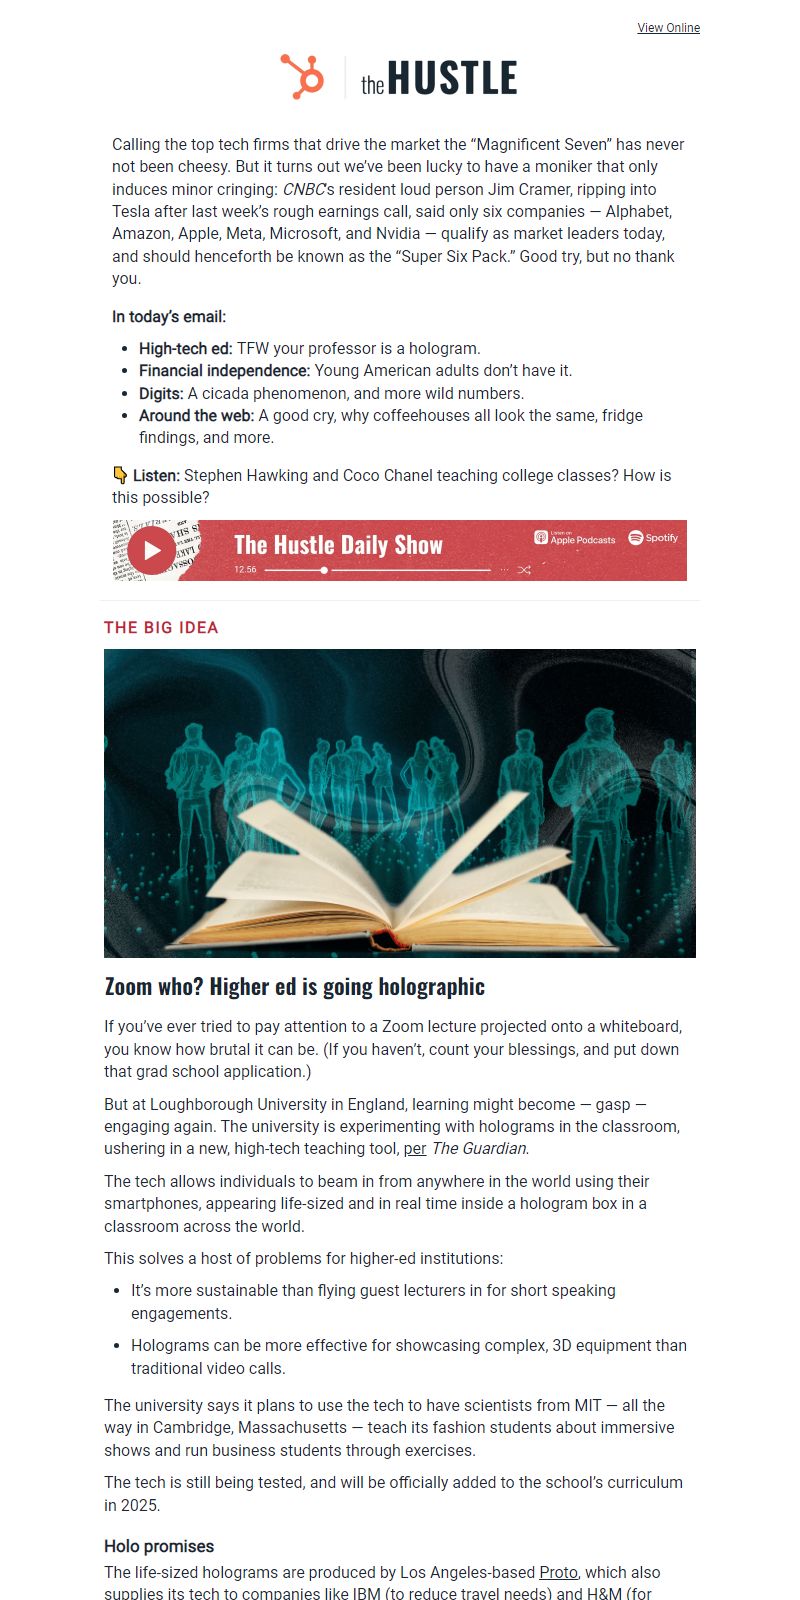 View Online
the HUSTLE
Calling the top tech firms that drive the market the “Magnificent Seven” has never
not been cheesy. But it turns out we’ve been lucky to have a moniker that only
induces minor cringing: CNBC’s resident loud person Jim Cramer, ripping into
Tesla after last week’s rough earnings call, said only six companies — Alphabet,
Amazon, Apple, Meta, Microsoft, and Nvidia — qualify as market leaders today,
and should henceforth be known as the “Super Six Pack.” Good try, but no thank
you.
In today’s email:
• High-tech ed: TFW your professor is a hologram.
• Financial independence: Young American adults don’t have it.
• Digits: A cicada phenomenon, and more wild numbers.
• Around the web: A good cry, why coffeehouses all look the same, fridge
findings, and more.
👇 Listen: Stephen Hawking and Coco Chanel teaching college classes? How is
this possible?
The Hustle Daily Show
12:56
Listen on
Apple Podcasts
Spotify
THE BIG IDEA
Zoom who? Higher ed is going holographic
If you’ve ever tried to pay attention to a Zoom lecture projected onto a whiteboard,
you know how brutal it can be. (If you haven’t, count your blessings, and put down
that grad school application.)
But at Loughborough University in England, learning might become — gasp —
engaging again. The university is experimenting with holograms in the classroom,
ushering in a new, high-tech teaching tool, per The Guardian.
The tech allows individuals to beam in from anywhere in the world using their
smartphones, appearing life-sized and in real time inside a hologram box in a
classroom across the world.
This solves a host of problems for higher-ed institutions:
• It’s more sustainable than flying guest lecturers in for short speaking
engagements.
• Holograms can be more effective for showcasing complex, 3D equipment than
traditional video calls.
The university says it plans to use the tech to have scientists from MIT — all the
way in Cambridge, Massachusetts — teach its fashion students about immersive
shows and run business students through exercises.
The tech is still being tested, and will be officially added to the school’s curriculum
in 2025.
Holo promises
The life-sized holograms are produced by Los Angeles-based Proto, which also
supplies its tech to companies like IBM (to reduce travel needs) and H&M (for